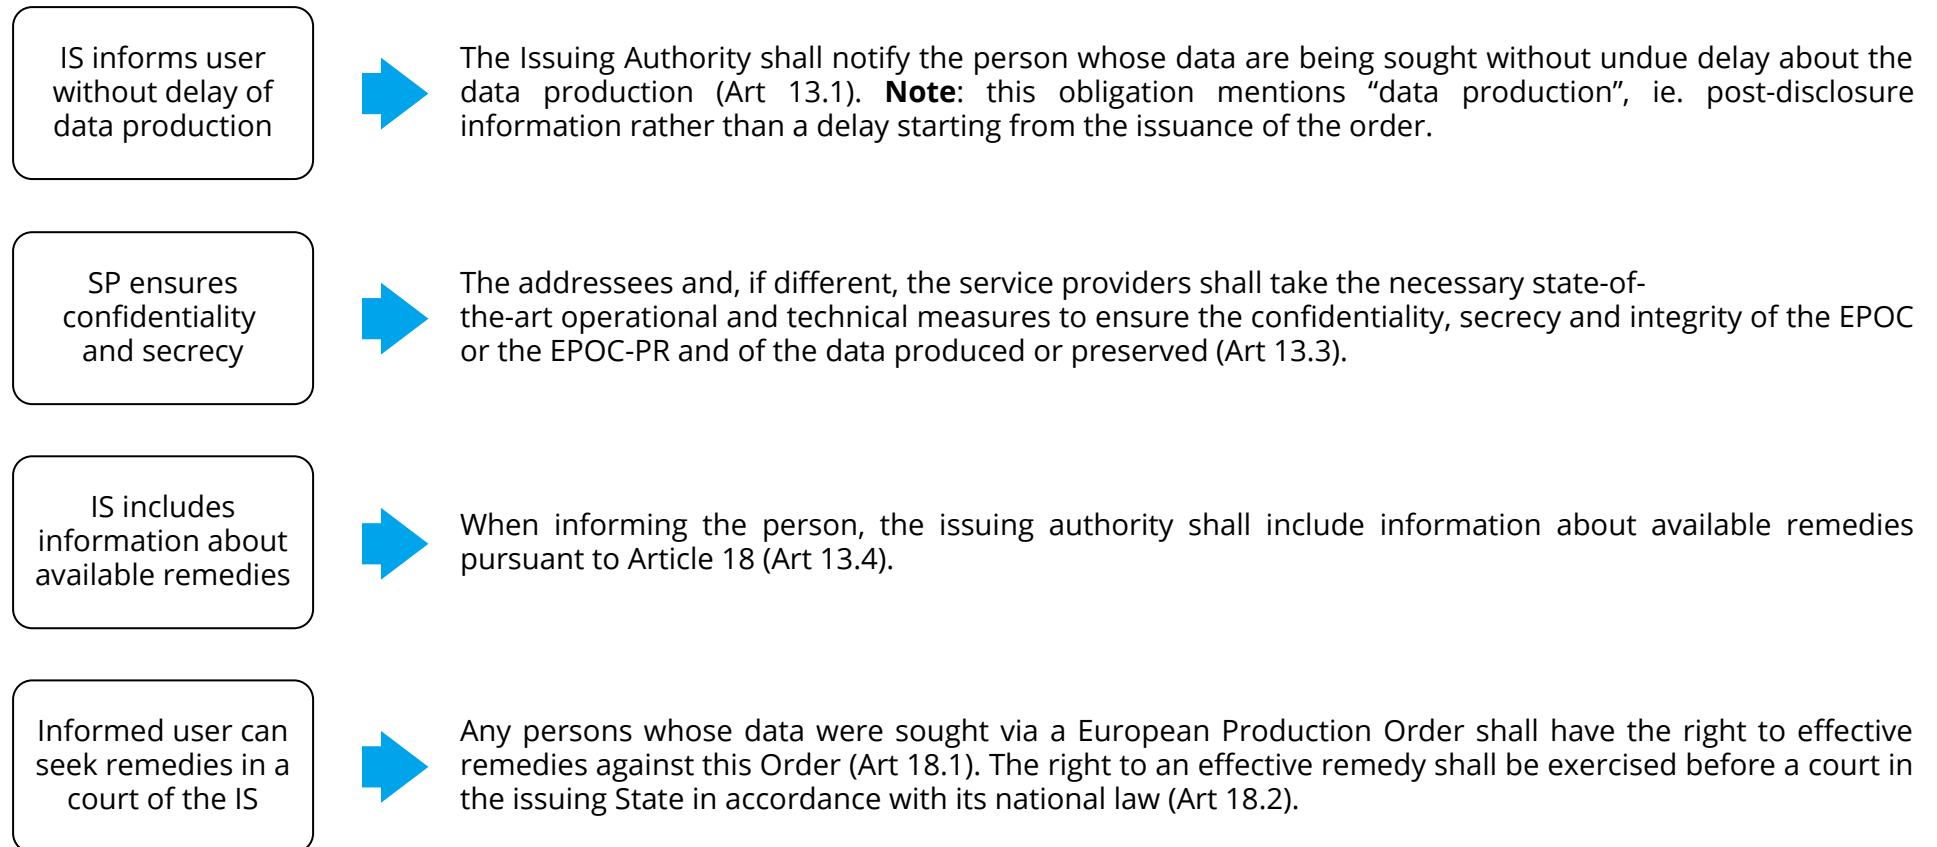 IS informs user
without delay of
data production
The Issuing Authority shall notify the person whose data are being sought without undue delay about the
data production (Art 13.1). Note: this obligation mentions “data production”, ie. post-disclosure
information rather than a delay starting from the issuance of the order.
SP ensures
confidentiality
and secrecy
The addressees and, if different, the service providers shall take the necessary state-of-
the-art operational and technical measures to ensure the confidentiality, secrecy and integrity of the EPOC
or the EPOC-PR and of the data produced or preserved (Art 13.3).
IS includes
information about
available remedies
When informing the person, the issuing authority shall include information about available remedies
pursuant to Article 18 (Art 13.4).
Informed user can
seek remedies in a
court of the IS
Any persons whose data were sought via a European Production Order shall have the right to effective
remedies against this Order (Art 18.1). The right to an effective remedy shall be exercised before a court in
the issuing State in accordance with its national law (Art 18.2).